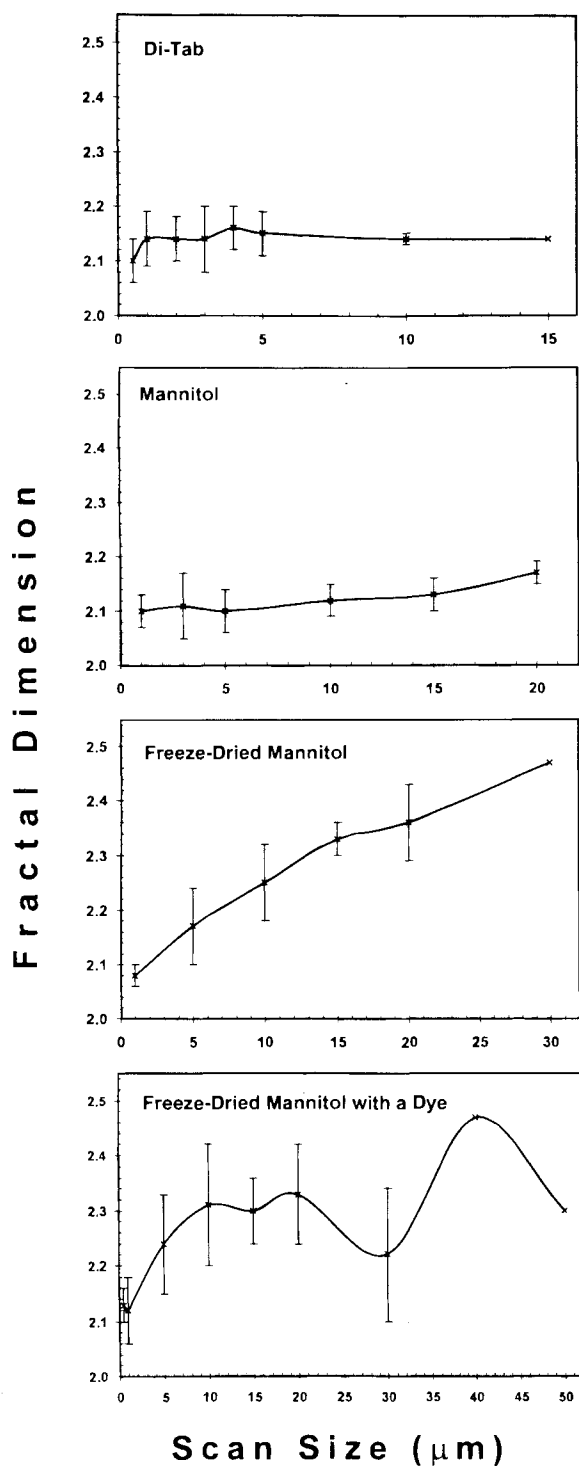 Fractal Dimension
Di-Tab
2.5
2.4
2.3
2.2
2.1
2.0
0 5 10 15
Mannitol
2.5
2.4
2.3
2.2
2.1
2.0
0 5 10 15 20
Freeze-Dried Mannitol
2.5
2.4
2.3
2.2
2.1
2.0
0 5 10 15 20 25 30
Freeze-Dried Mannitol with a Dye
2.5
2.4
2.3
2.2
2.1
2.0
0 5 10 15 20 25 30 35 40 45 50
Scan Size (μm)